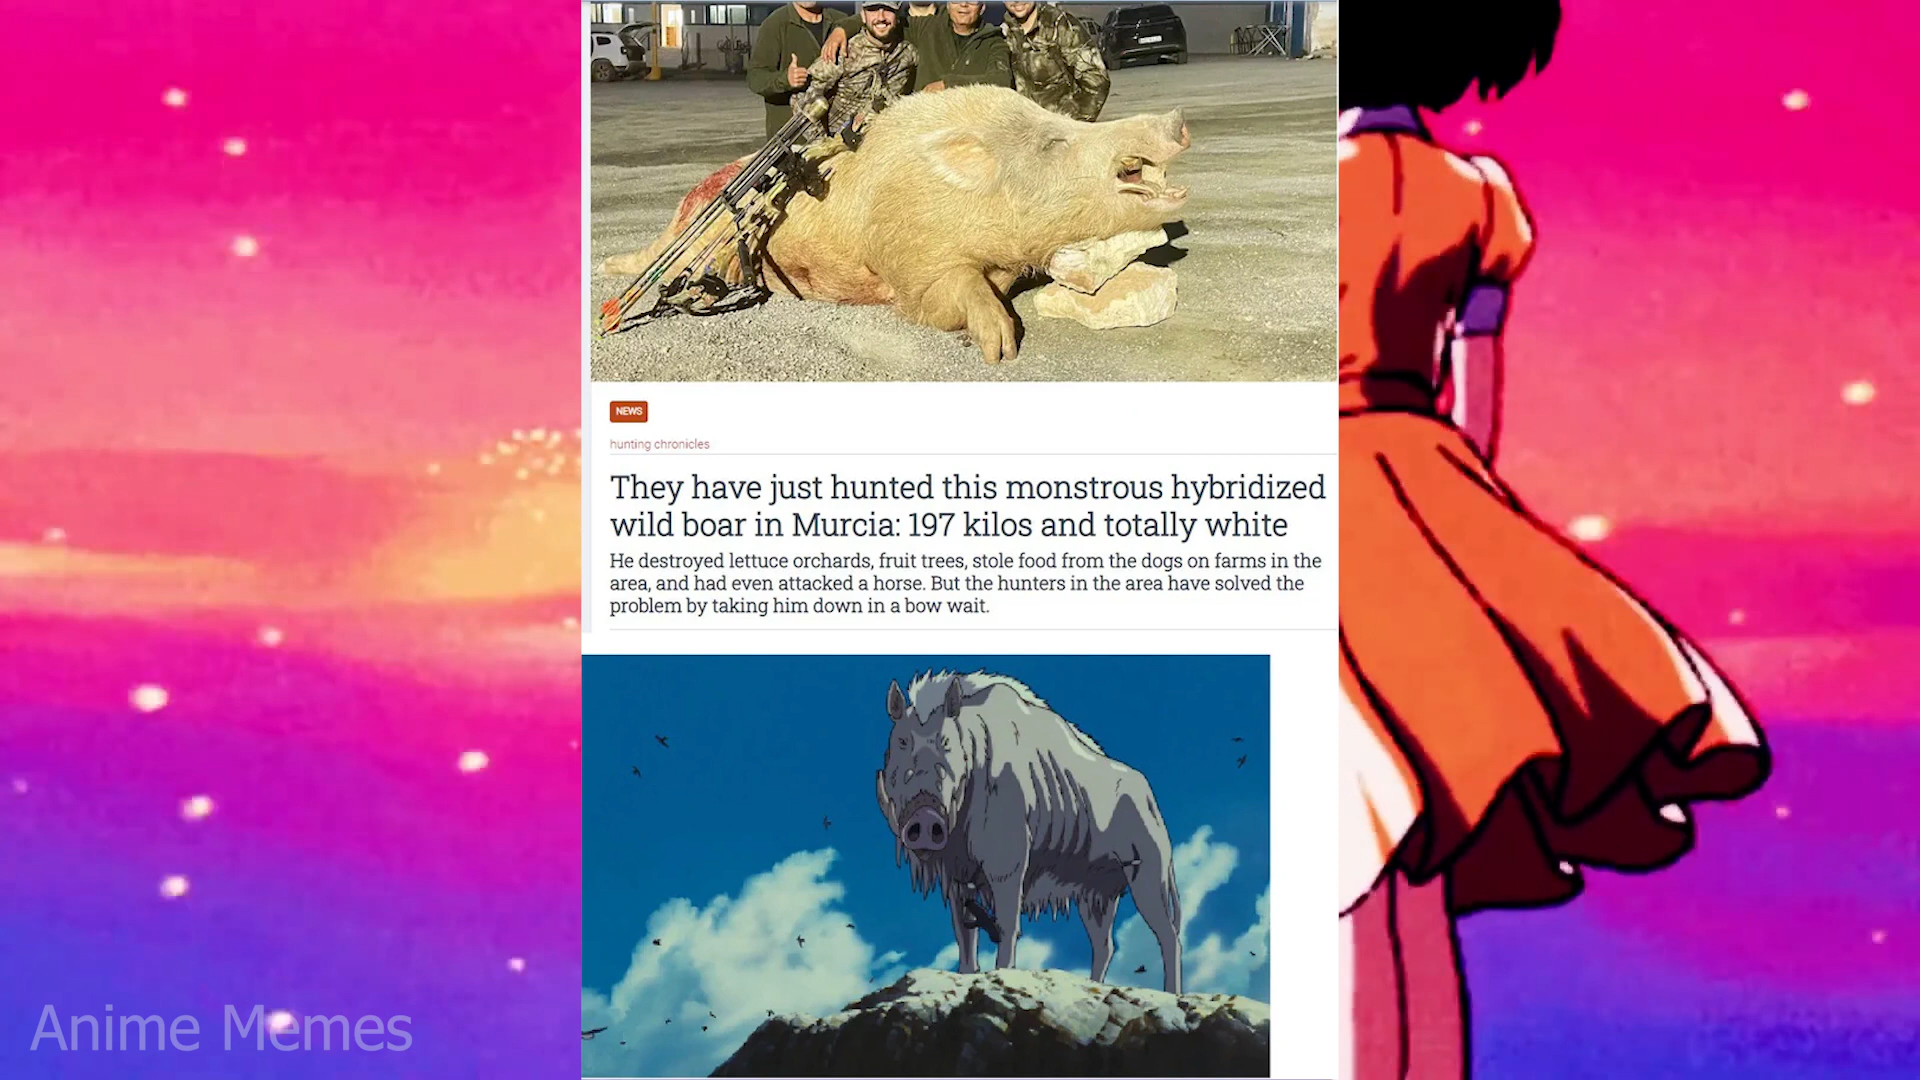 NEWS
hunting chronicles
They have just hunted this monstrous hybridized
wild boar in Murcia: 197 kilos and totally white
He destroyed lettuce orchards, fruit trees, stole food from the dogs on farms in the
area, and had even attacked a horse. But the hunters in the area have solved the
problem by taking him down in a bow wait.
Anime Memes